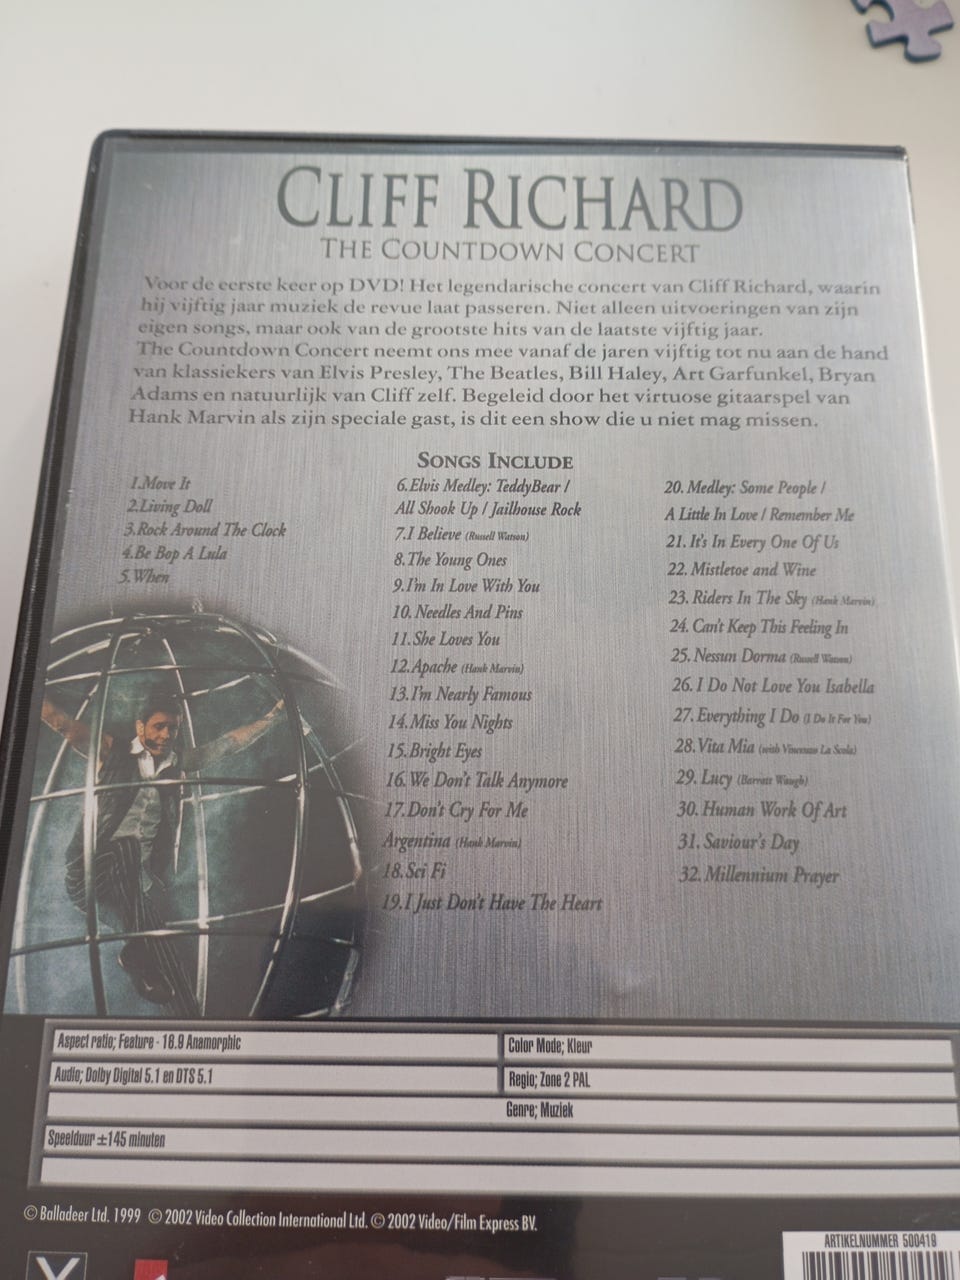 CLIFF RICHARD
THE COUNTDOWN CONCERT
Voor de eerste keer op DVD! Het legendarische concert van Cliff Richard, waarin
hij vijftig jaar muziek de revue laat passeren. Niet alleen uitvoeringen van zijn
eigen songs, maar ook van de grootste hits van de laatste vijftig jaar.
The Countdown Concert neemt ons mee vanaf de jaren vijftig tot nu aan de hand
van klassiekers van Elvis Presley, The Beatles, Bill Haley, Art Garfunkel, Bryan
Adams en natuurlijk van Cliff zelf. Begeleid door het virtuose gitaarspel van
Hank Marvin als zijn speciale gast, is dit een show die u niet mag missen.
SONGS INCLUDE
1.Move It
2.Living Doll
3.Rock Around The Clock
4.Be Bop A Lula
5.When
6.Elvis Medley: TeddyBear /
All Shook Up / Jailhouse Rock
7.I Believe (Russell Watson)
8.The Young Ones
9.I'm In Love With You
10. Needles And Pins
11.She Loves You
12.Apache (Hank Marvin)
13.I'm Nearly Famous
14.Miss You Nights
15.Bright Eyes
16.We Don't Talk Anymore
17.Don't Cry For Me
Argentina (Hank Marvin)
18.Sci Fi
19.I Just Don't Have The Heart
20. Medley: Some People /
A Little In Love / Remember Me
21. It's In Every One Of Us
22. Mistletoe and Wine
23. Riders In The Sky (Hank Marvin)
24. Can't Keep This Feeling In
25. Nessun Dorma (Russell Watson)
26. I Do Not Love You Isabella
27. Everything I Do (I Do It For You)
28. Vita Mia (with Vincenzo La Scola)
29. Lucy (Barratt Waugh)
30. Human Work Of Art
31. Saviour's Day
32. Millennium Prayer
Aspect ratio; Feature - 16.9 Anamorphic
Color Mode; Kleur
Audio; Dolby Digital 5.1 en DTS 5.1
Regio; Zone 2 PAL
Genre; Muziek
Speelduur ±145 minuten
© Balladeer Ltd. 1999 © 2002 Video Collection International Ltd. © 2002 Video/Film Express BV.
ARTIKELNUMMER 500419